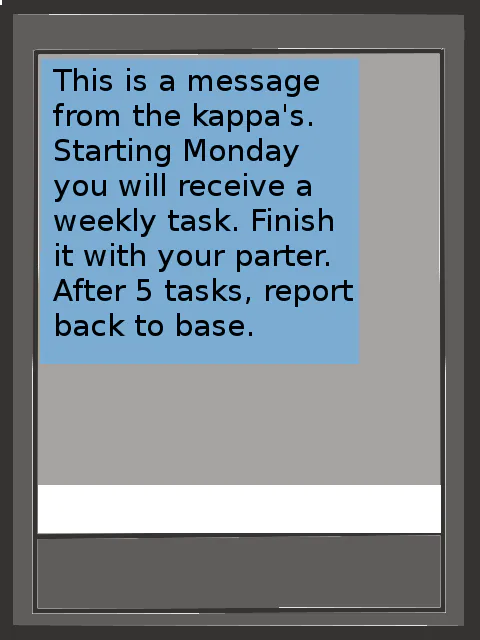 This is a message
from the kappa's.
Starting Monday
you will receive a
weekly task. Finish
it with your parter.
After 5 tasks, report
back to base.